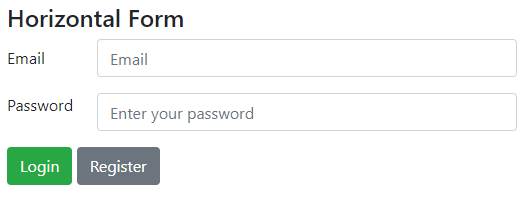 Horizontal Form
Email Email
Password Enter your password
Login Register